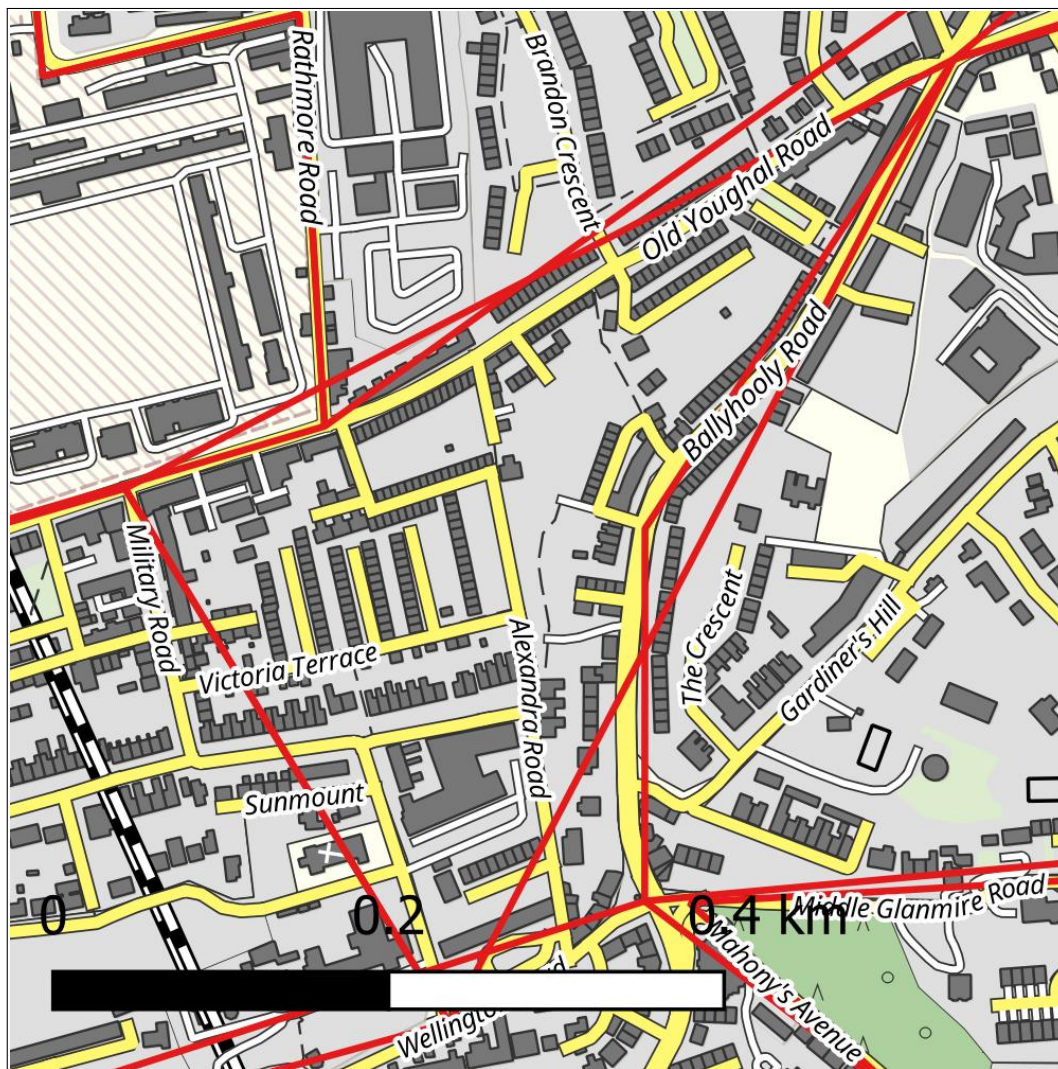 Rathmore Road
Brandon Crescent
Old Youghal Road
Ballyhooly Road
Military Road
Victoria Terrace
Alexandra Road
The Crescent
Gardiner's Hill
Sunmount
Middle Glanmire Road
0 0.2 0.4 km
Mahony's Avenue
Wellington